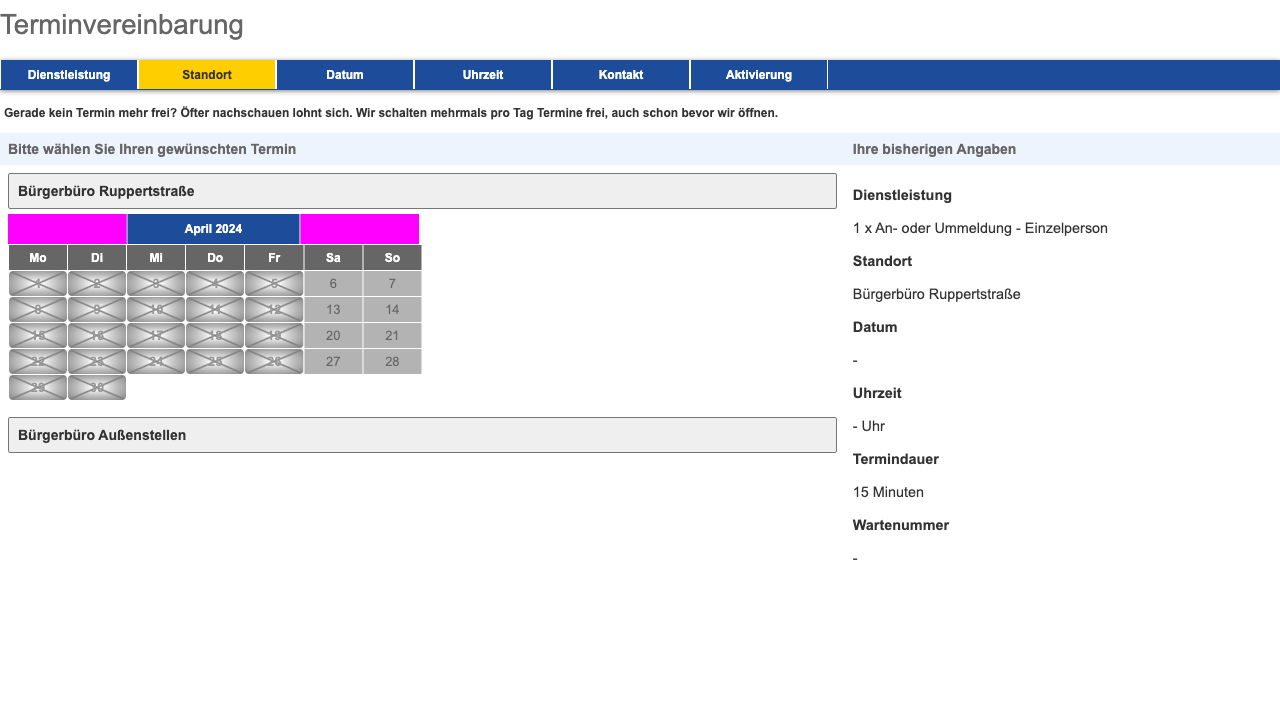 Terminvereinbarung
Dienstleistung Standort Datum Uhrzeit Kontakt Aktivierung
Gerade kein Termin mehr frei? Öfter nachschauen lohnt sich. Wir schalten mehrmals pro Tag Termine frei, auch schon bevor wir öffnen.
Bitte wählen Sie Ihren gewünschten Termin
Bürgerbüro Ruppertstraße
April 2024
Mo Di Mi Do Fr Sa So
1 2 3 4 5 6 7
8 9 10 11 12 13 14
15 16 17 18 19 20 21
22 23 24 25 26 27 28
29 30
Bürgerbüro Außenstellen
Ihre bisherigen Angaben
Dienstleistung
1 x An- oder Ummeldung - Einzelperson
Standort
Bürgerbüro Ruppertstraße
Datum
-
Uhrzeit
- Uhr
Termindauer
15 Minuten
Wartenummer
-